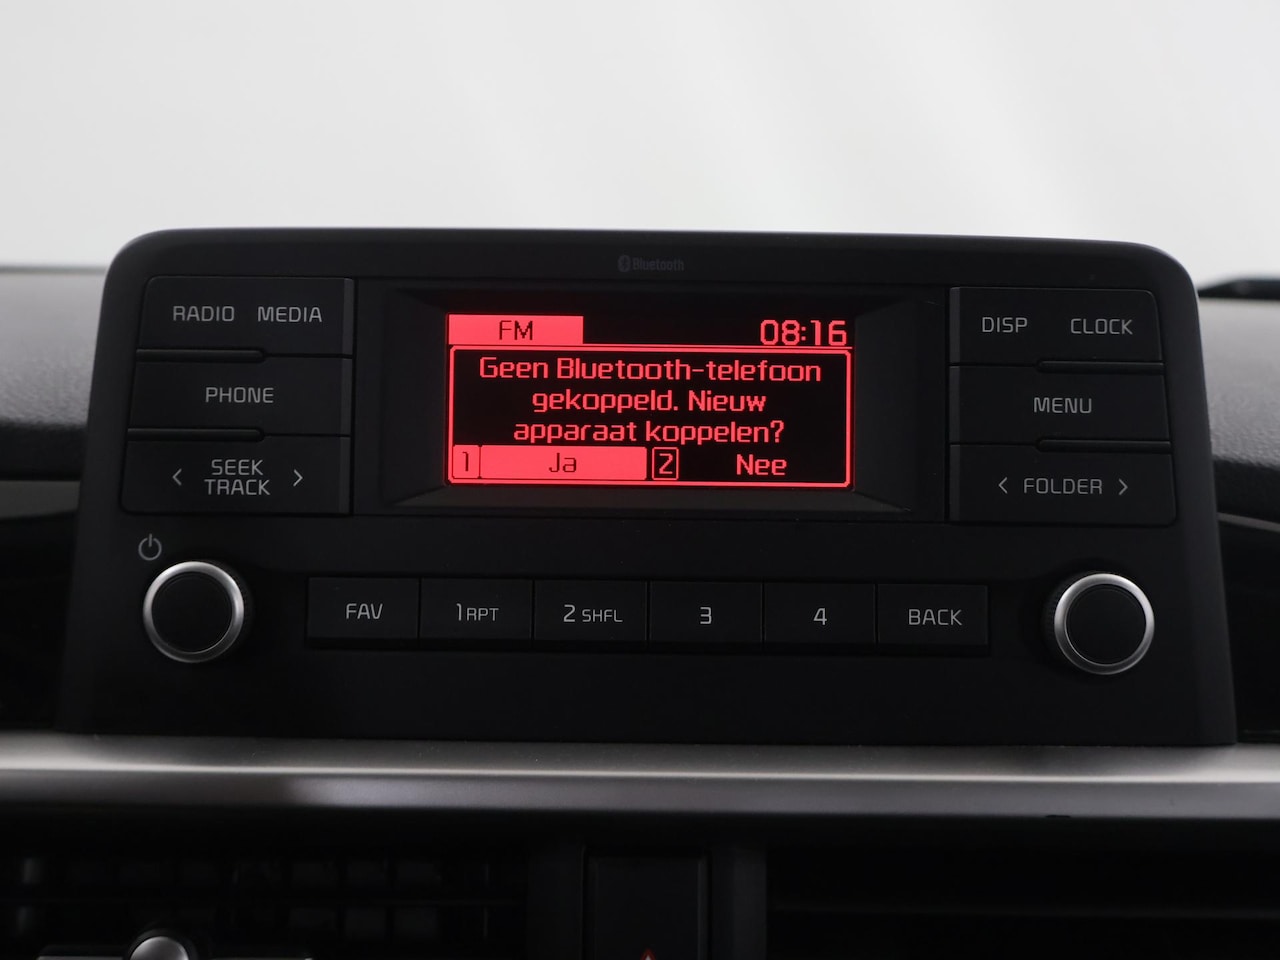 Bluetooth
RADIO MEDIA
PHONE
< SEEK TRACK >
FM 08:16
Geen Bluetooth-telefoon
gekoppeld. Nieuw
apparaat koppelen?
1 Ja 2 Nee
DISP CLOCK
MENU
< FOLDER >
FAV 1 RPT 2 SHFL 3 4 BACK